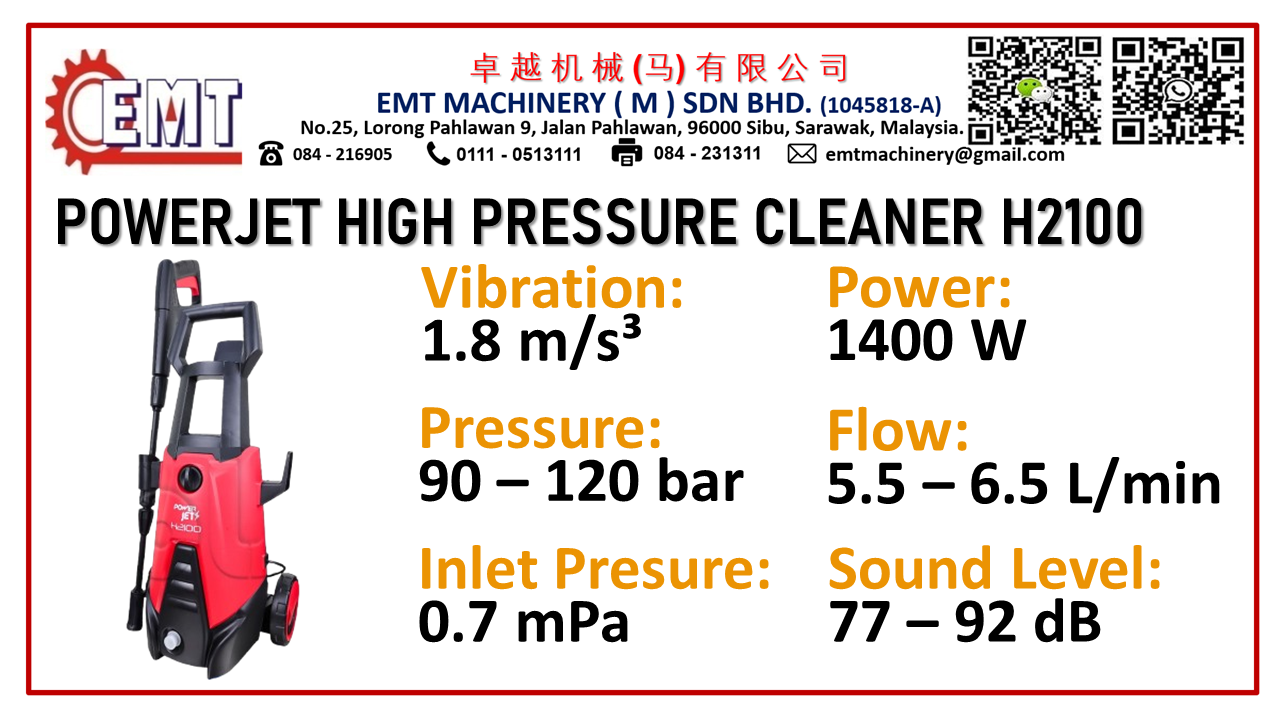 EMT
卓越机械(马)有限公司
EMT MACHINERY ( M ) SDN BHD. (1045818-A)
No.25, Lorong Pahlawan 9, Jalan Pahlawan, 96000 Sibu, Sarawak, Malaysia.
084 - 216905 0111 - 0513111 084 - 231311 emtmachinery@gmail.com
POWERJET HIGH PRESSURE CLEANER H2100
Vibration:
1.8 m/s³
Power:
1400 W
Pressure:
90 – 120 bar
Flow:
5.5 – 6.5 L/min
Inlet Presure:
0.7 mPa
Sound Level:
77 – 92 dB
POWER
JET
H2100